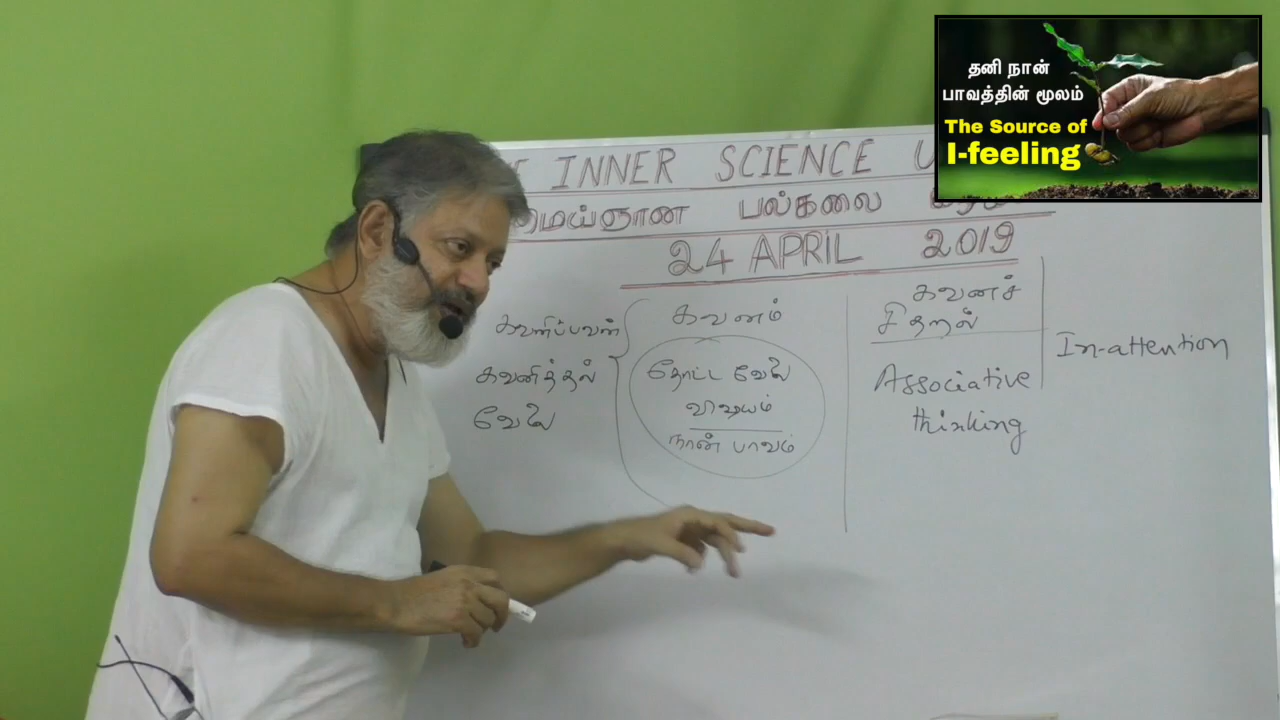 INNER SCIENCE
மெய்ஞான பல்கலை
24 APRIL 2019
கவனிப்பவன்
கவனித்தல்
வேலை
கவனம்
தோட்ட வேலை
விஷயம்
நான் பாவம்
கவனச்
சிதறல்
Associative
thinking
In-attention
தனி நான்
பாவத்தின் மூலம்
The Source of
I-feeling